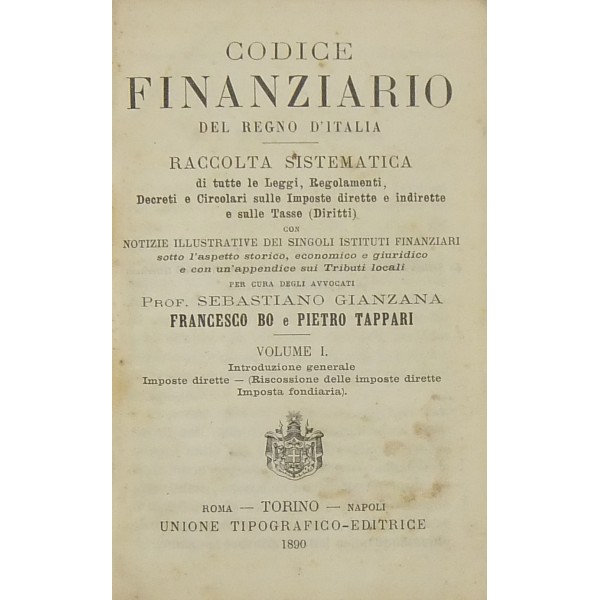 CODICE
FINANZIARIO
DEL REGNO D'ITALIA
RACCOLTA SISTEMATICA
di tutte le Leggi, Regolamenti,
Decreti e Circolari sulle Imposte dirette e indirette
e sulle Tasse (Diritti)
CON
NOTIZIE ILLUSTRATIVE DEI SINGOLI ISTITUTI FINANZIARI
sotto l'aspetto storico, economico e giuridico
e con un'appendice sui Tributi locali
PER CURA DEGLI AVVOCATI
PROF. SEBASTIANO GIANZANA
FRANCESCO BO e PIETRO TAPPARI
VOLUME I.
Introduzione generale
Imposte dirette — (Riscossione delle imposte dirette
Imposta fondiaria).
ROMA — TORINO — NAPOLI
UNIONE TIPOGRAFICO-EDITRICE
1890